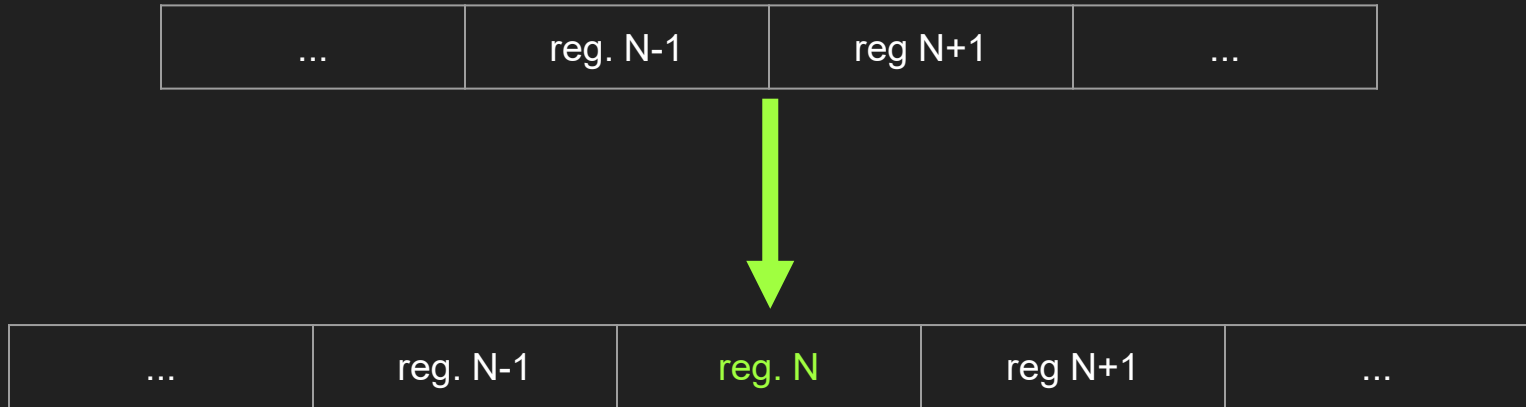 ... reg. N-1 reg N+1 ...
... reg. N-1 reg. N reg N+1 ...